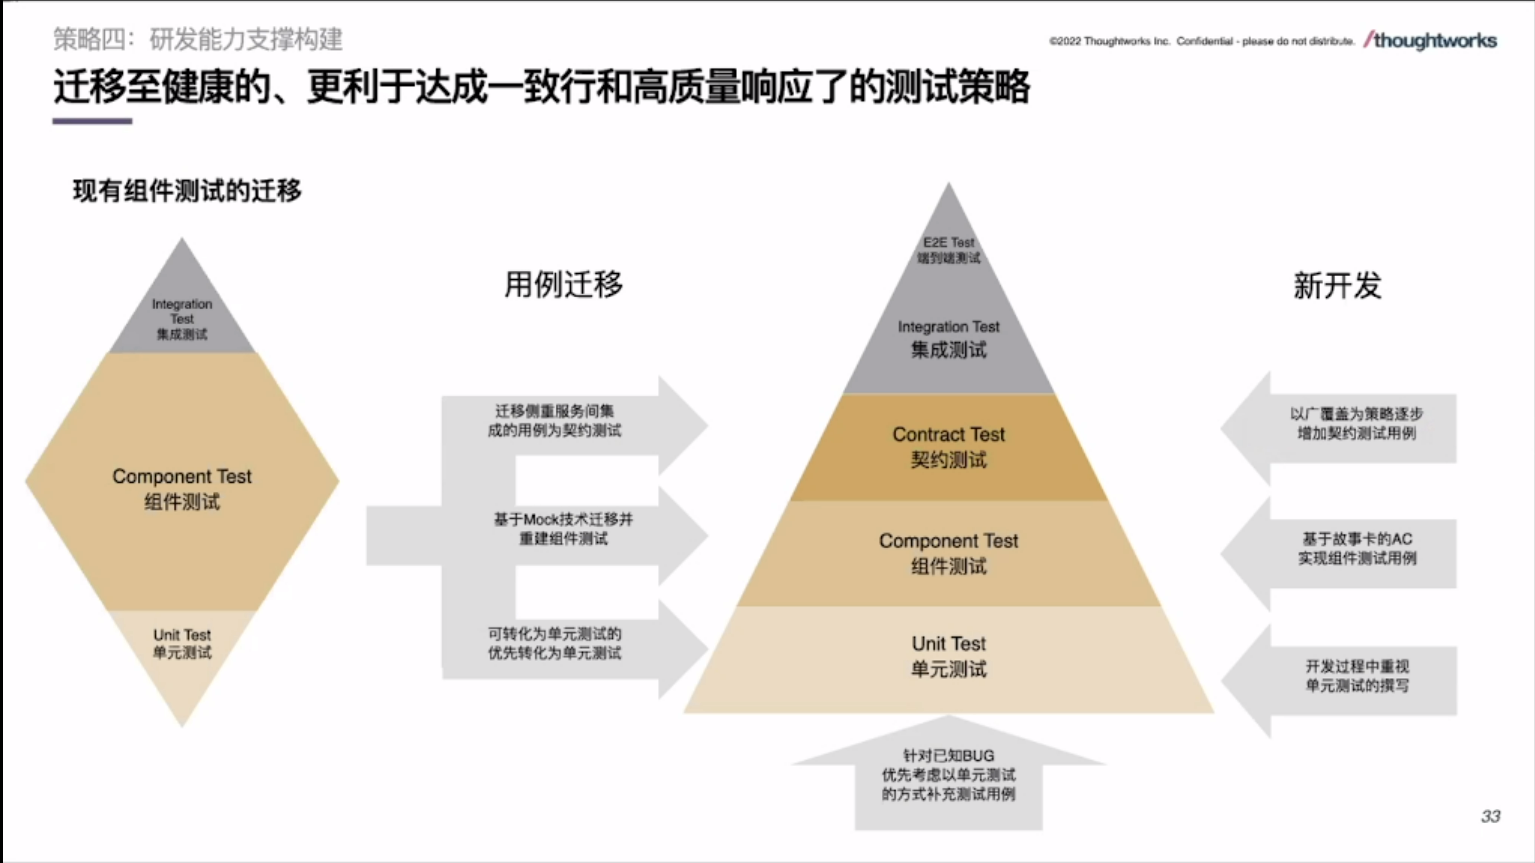 策略四：研发能力支撑构建
©2022 Thoughtworks Inc. Confidential - please do not distribute.
/thoughtworks
迁移至健康的、更利于达成一致行和高质量响应了的测试策略
现有组件测试的迁移
Integration
Test
集成测试
Component Test
组件测试
Unit Test
单元测试
用例迁移
迁移侧重服务间集
成的用例为契约测试
基于Mock技术迁移并
重建组件测试
可转化为单元测试的
优先转化为单元测试
E2E Test
端到端测试
Integration Test
集成测试
Contract Test
契约测试
Component Test
组件测试
Unit Test
单元测试
针对已知BUG
优先考虑以单元测试
的方式补充测试用例
新开发
以广覆盖为策略逐步
增加契约测试用例
基于故事卡的AC
实现组件测试用例
开发过程中重视
单元测试的撰写
33